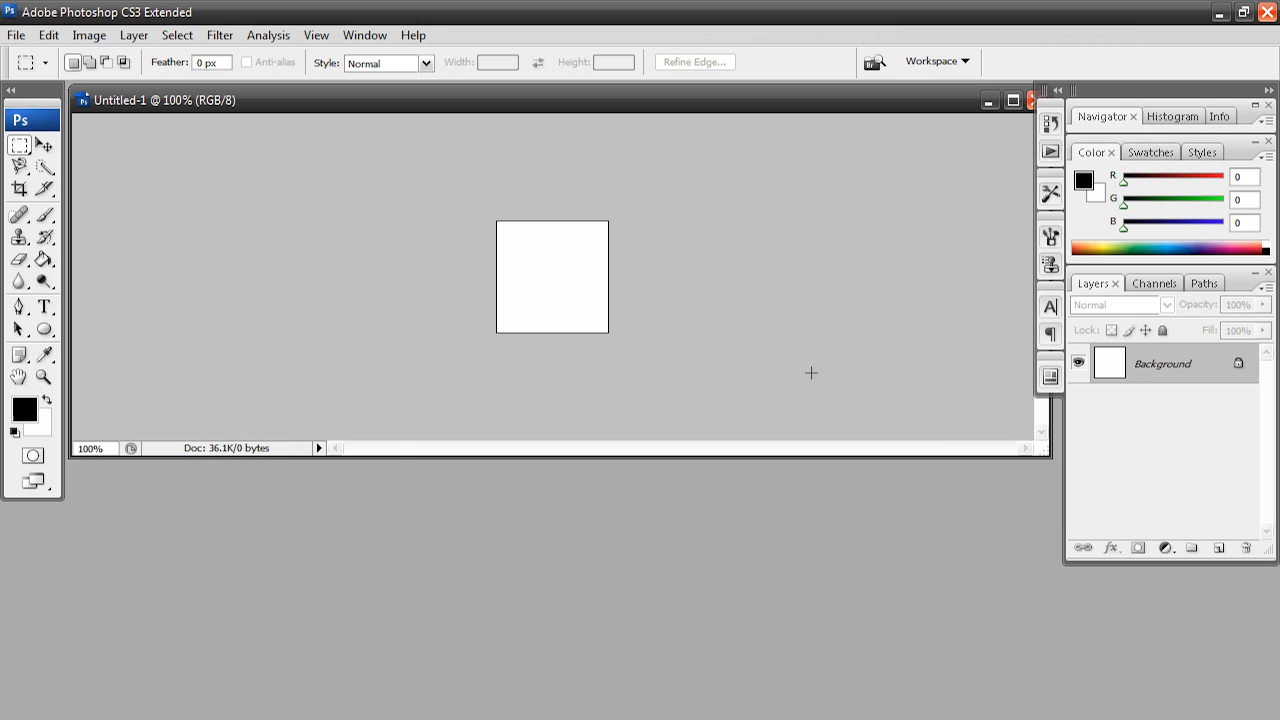 Ps Adobe Photoshop CS3 Extended
File Edit Image Layer Select Filter Analysis View Window Help
Feather: 0 px Anti-alias Style: Normal Width: Height: Refine Edge... Workspace
Ps
Untitled-1 @ 100% (RGB/8)
100% Doc: 36.1K/0 bytes
Navigator Histogram Info
Color Swatches Styles
R 0
G 0
B 0
Layers Channels Paths
Normal Opacity: 100%
Lock: Fill: 100%
Background